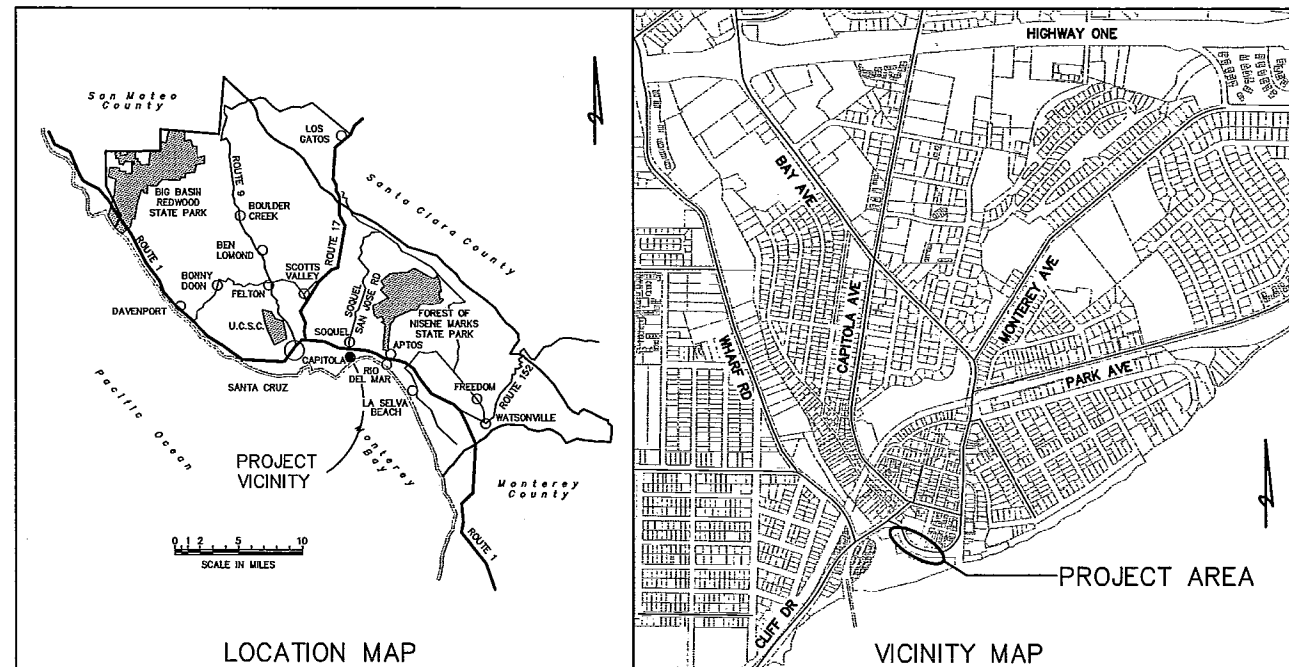 San Mateo
County
LOS
GATOS
ROUTE 9
BIG BASIN
REDWOOD
STATE PARK
BOULDER
CREEK
Santa Clara County
ROUTE 17
ROUTE 1
BEN
LOMOND
BONNY
DOON
SCOTTS
VALLEY
FELTON
SOQUEL
SAN JOSE RD
DAVENPORT
U.C.S.C.
SOQUEL
FOREST OF
NISENE MARKS
STATE PARK
CAPITOLA
APTOS
SANTA CRUZ
RIO
DEL MAR
FREEDOM
ROUTE 152
LA SELVA
BEACH
WATSONVILLE
Pacific Ocean
Monterey
Bay
PROJECT
VICINITY
Monterey
County
ROUTE 1
0 1 2 5 10
SCALE IN MILES
LOCATION MAP
HIGHWAY ONE
BAY AVE
CAPITOLA AVE
MONTEREY AVE
WHARF RD
PARK AVE
PROJECT AREA
CLIFF DR
VICINITY MAP